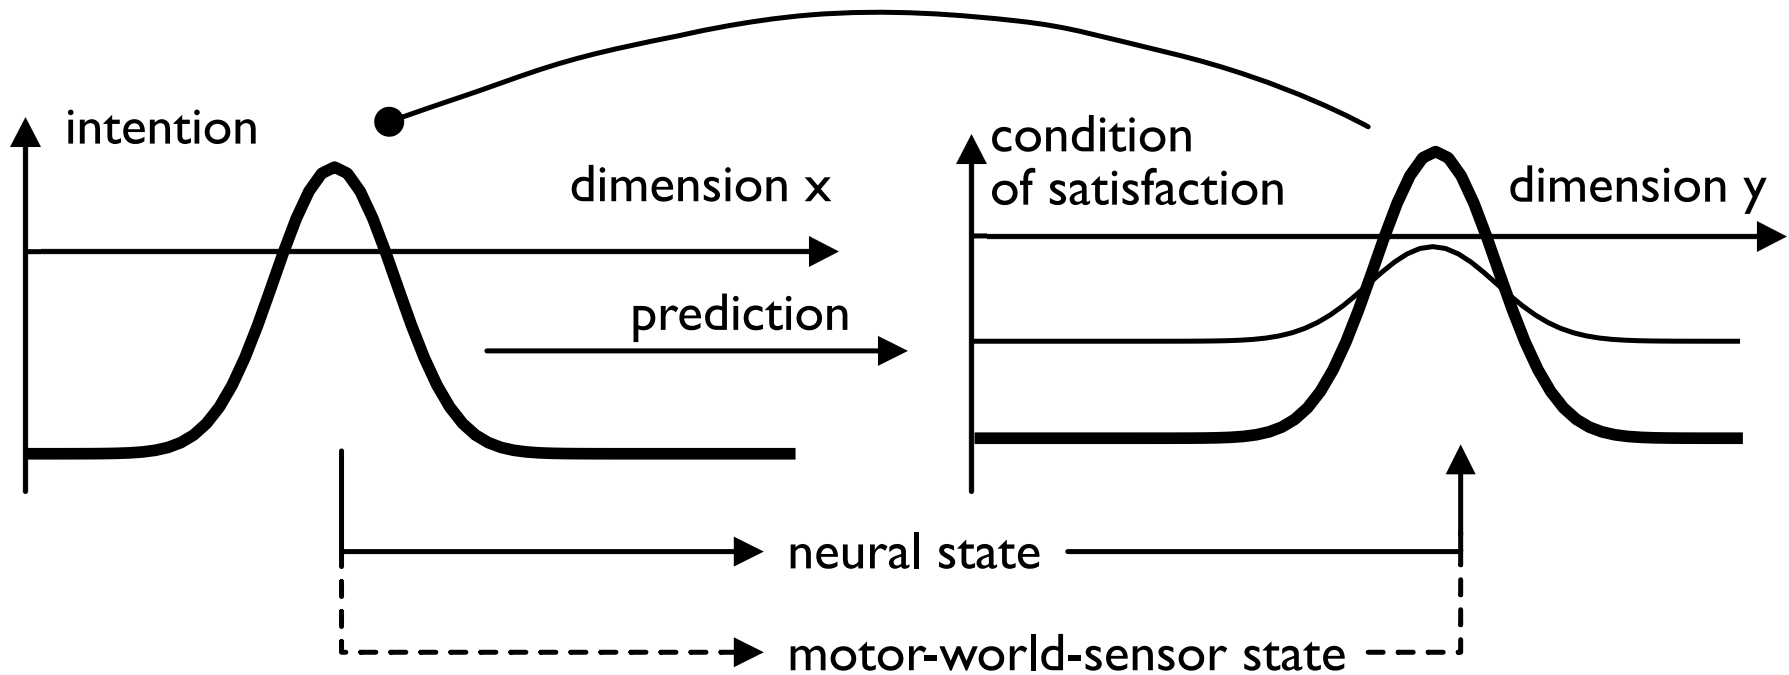 intention
dimension x
prediction
condition
of satisfaction
dimension y
neural state
motor-world-sensor state